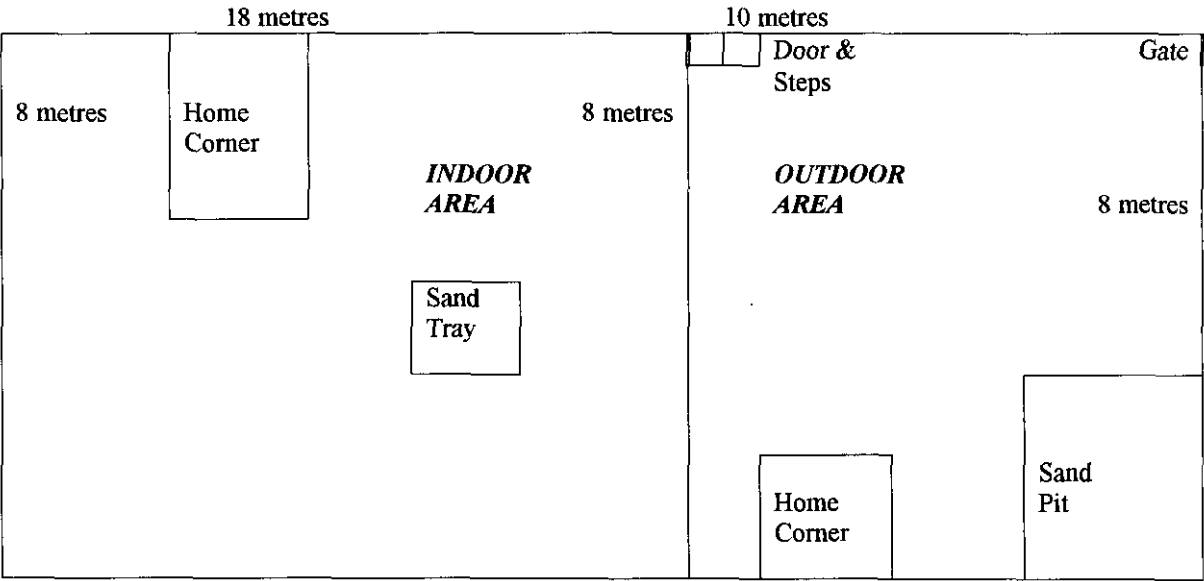 18 metres
10 metres
Door &
Steps
Gate
8 metres
Home
Corner
8 metres
INDOOR
AREA
OUTDOOR
AREA
8 metres
Sand
Tray
Home
Corner
Sand
Pit